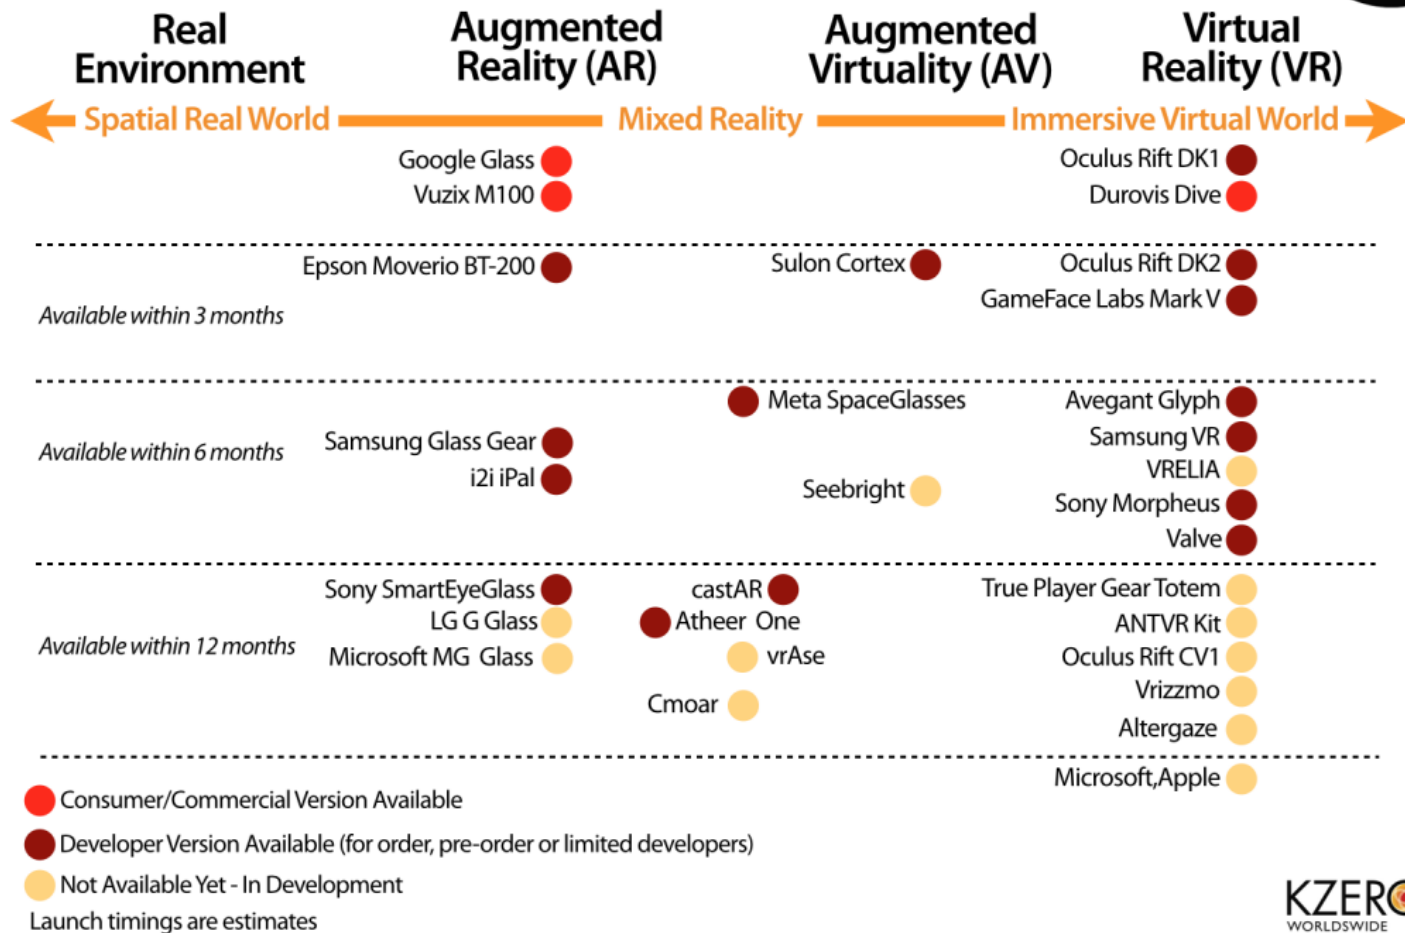 Real
Environment
Augmented
Reality (AR)
Augmented
Virtuality (AV)
Virtual
Reality (VR)
Spatial Real World
Mixed Reality
Immersive Virtual World
Google Glass
Oculus Rift DK1
Vuzix M100
Durovis Dive
Epson Moverio BT-200
Sulon Cortex
Oculus Rift DK2
GameFace Labs Mark V
Available within 3 months
Meta SpaceGlasses
Avegant Glyph
Samsung Glass Gear
Samsung VR
Available within 6 months
i2i iPal
VRELIA
Seebright
Sony Morpheus
Valve
Sony SmartEyeGlass
castAR
True Player Gear Totem
LG G Glass
Atheer One
ANTVR Kit
Available within 12 months
Microsoft MG Glass
vrAse
Oculus Rift CV1
Cmoar
Vrizzmo
Altergaze
Microsoft,Apple
Consumer/Commercial Version Available
Developer Version Available (for order, pre-order or limited developers)
Not Available Yet - In Development
Launch timings are estimates
KZERO
WORLDSWIDE